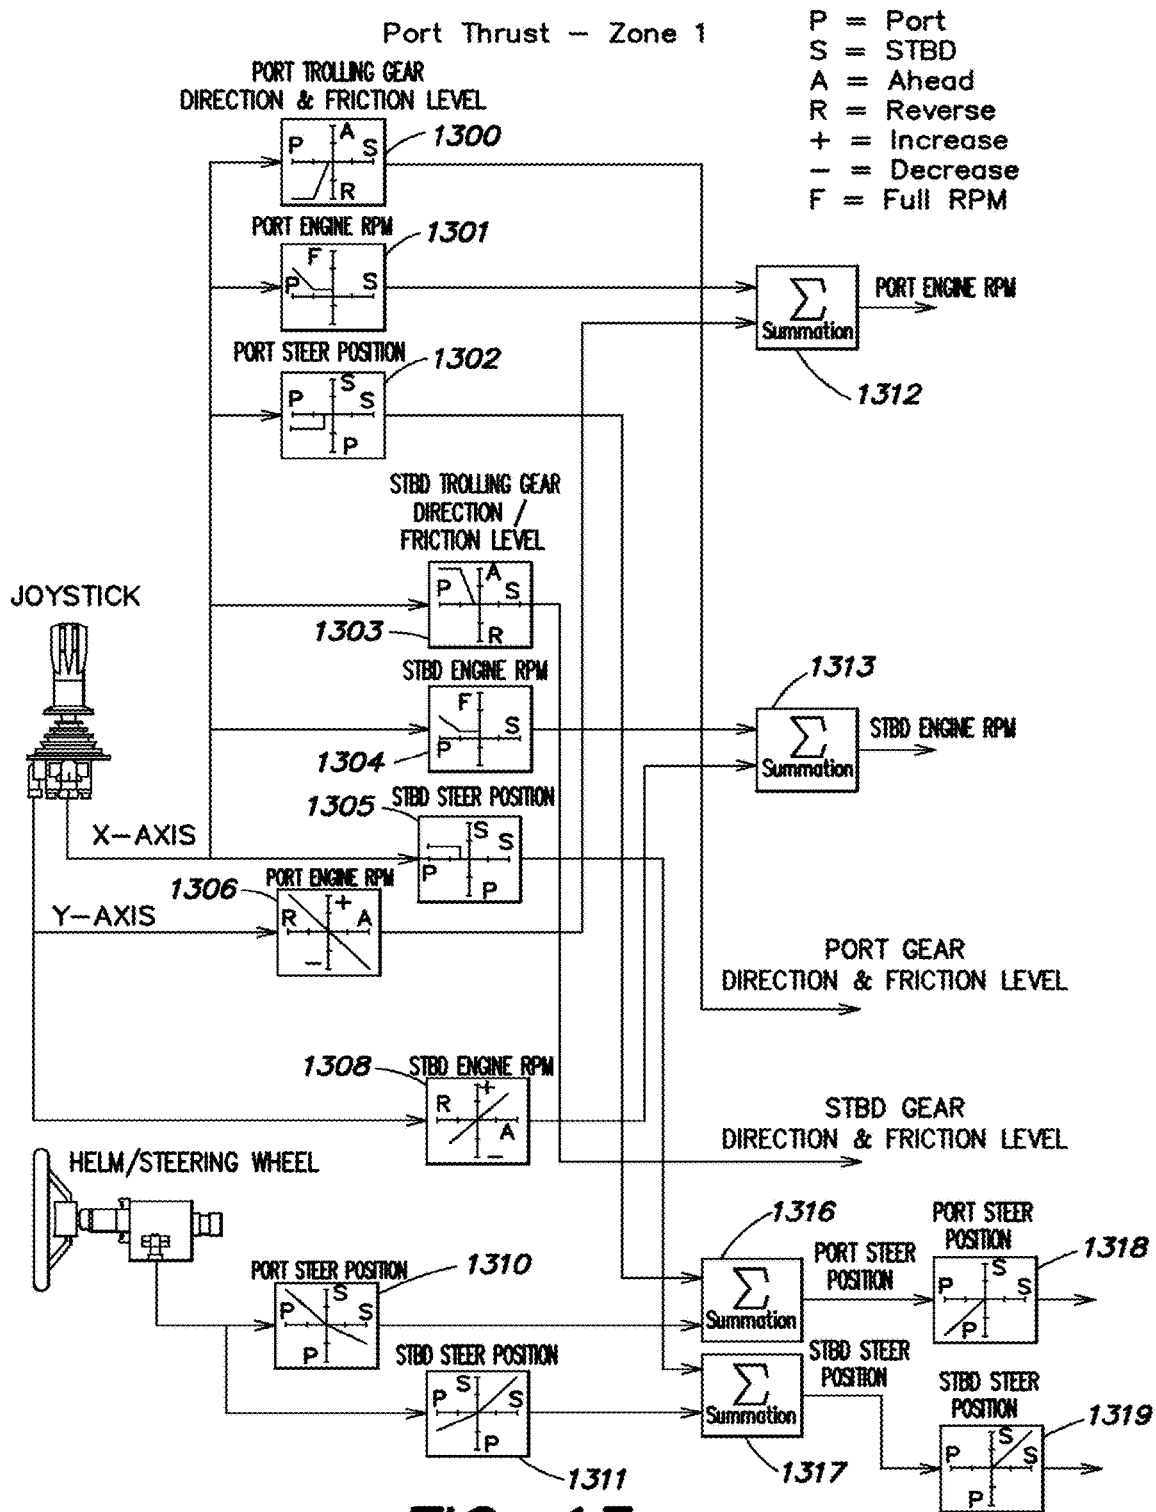 Port Thrust – Zone 1
P = Port
S = STBD
A = Ahead
R = Reverse
+ = Increase
– = Decrease
F = Full RPM
PORT TROLLING GEAR
DIRECTION & FRICTION LEVEL
1300
P A S
R
PORT ENGINE RPM
1301
F
P S
PORT STEER POSITION
1302
S
P S
P
Σ
Summation
PORT ENGINE RPM
1312
STBD TROLLING GEAR
DIRECTION /
FRICTION LEVEL
A
P S
R
1303
JOYSTICK
STBD ENGINE RPM
F
S
P
1304
1313
Σ
Summation
STBD ENGINE RPM
1305
STBD STEER POSITION
S
S
P
P
X–AXIS
1306
PORT ENGINE RPM
+
R A
–
Y–AXIS
PORT GEAR
DIRECTION & FRICTION LEVEL
1308
STBD ENGINE RPM
+
R
A
–
STBD GEAR
DIRECTION & FRICTION LEVEL
HELM/STEERING WHEEL
PORT STEER POSITION
1310
S
P S
P
STBD STEER POSITION
S
P S
P
1311
1316
Σ
Summation
PORT STEER
POSITION
PORT STEER
POSITION
1318
S
P S
P
Σ
Summation
1317
STBD STEER
POSITION
STBD STEER
POSITION
1319
S
P S
P